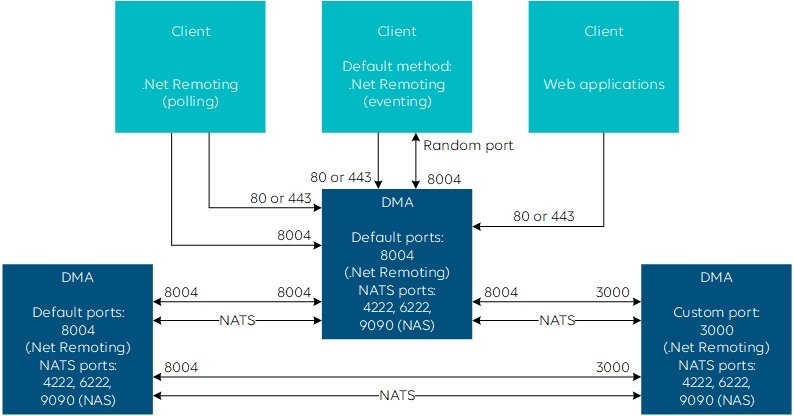 Client
.Net Remoting
(polling)
Client
Default method:
.Net Remoting
(eventing)
Client
Web applications
Random port
80 or 443
8004
80 or 443
8004
80 or 443
DMA
Default ports:
8004
(.Net Remoting)
NATS ports:
4222, 6222,
9090 (NAS)
DMA
Default ports:
8004
(.Net Remoting)
NATS ports:
4222, 6222,
9090 (NAS)
DMA
Custom port:
3000
(.Net Remoting)
NATS ports:
4222, 6222,
9090 (NAS)
8004
8004
NATS
8004
3000
NATS
8004
3000
NATS